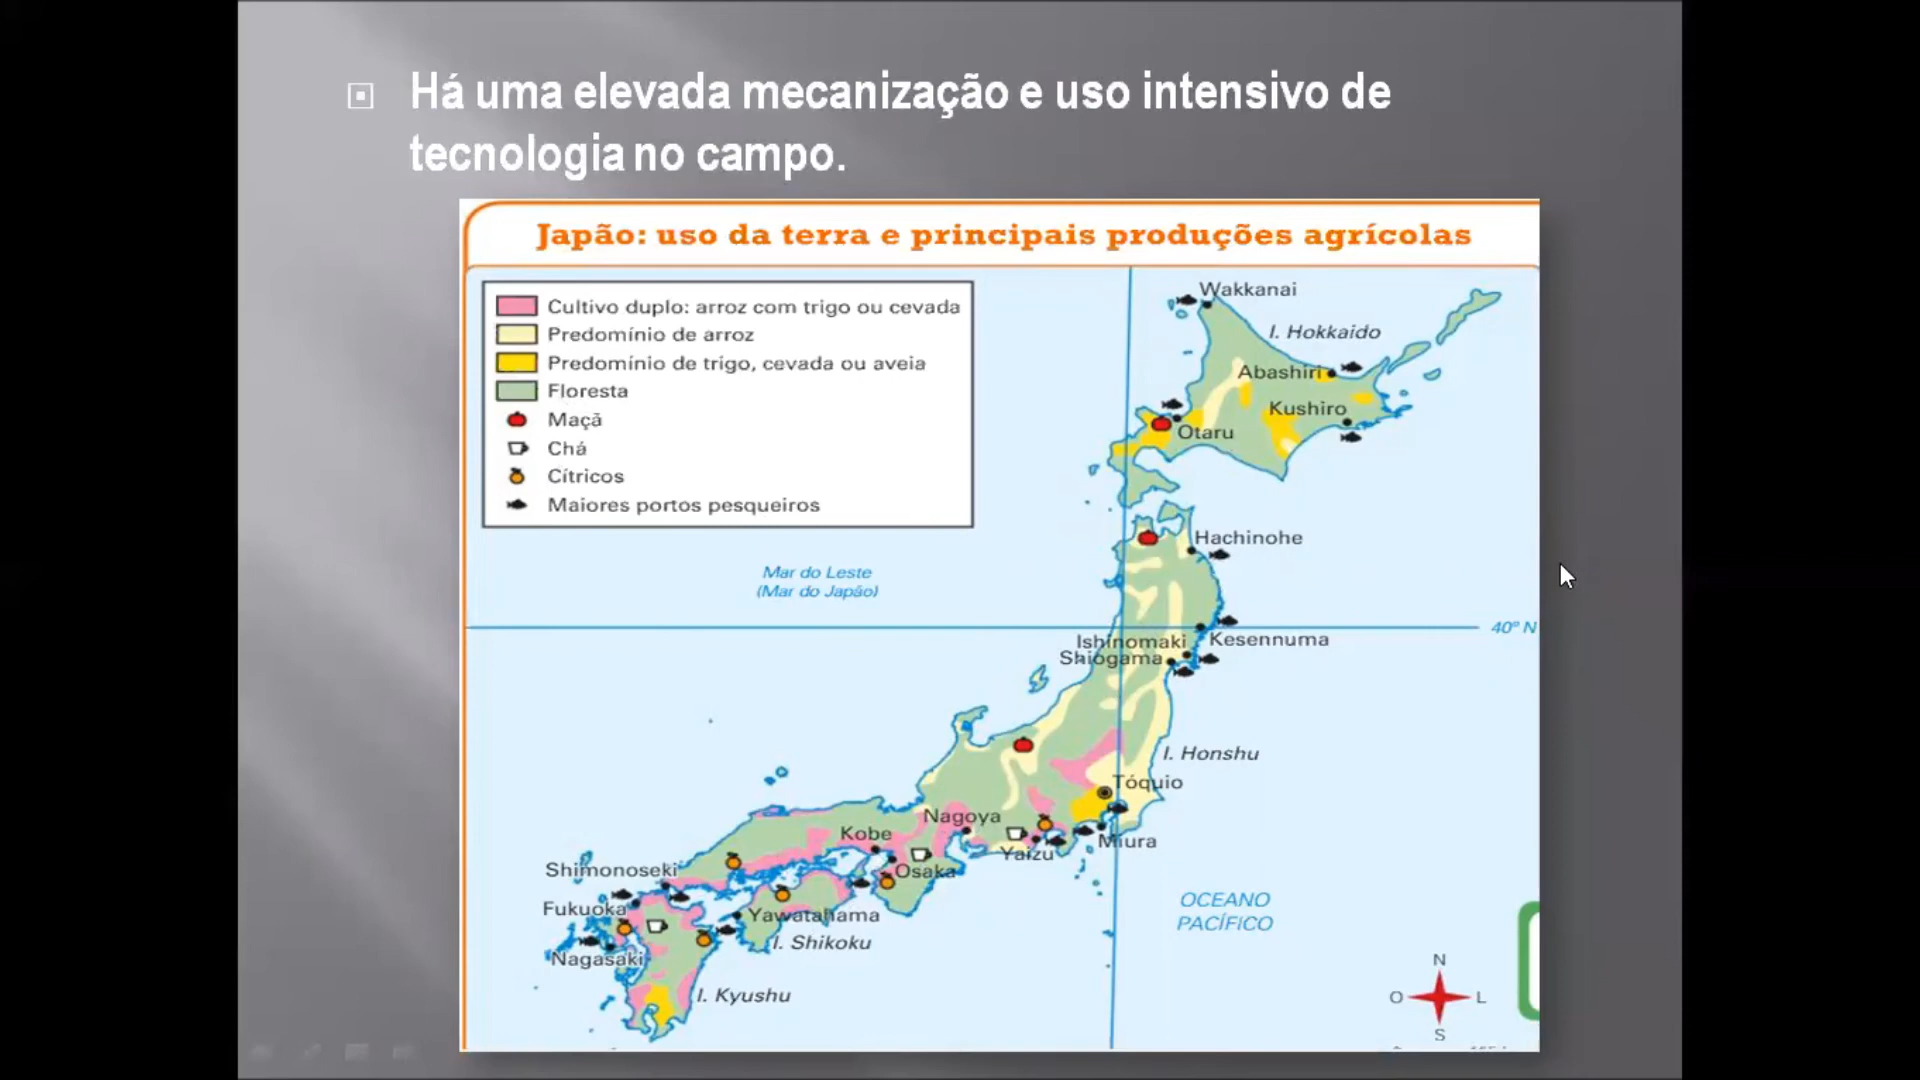 Há uma elevada mecanização e uso intensivo de
tecnologia no campo.
Japão: uso da terra e principais produções agrícolas
Cultivo duplo: arroz com trigo ou cevada
Predomínio de arroz
Predomínio de trigo, cevada ou aveia
Floresta
Maçã
Chá
Cítricos
Maiores portos pesqueiros
Wakkanai
I. Hokkaido
Abashiri
Kushiro
Otaru
Hachinohe
Mar do Leste
(Mar do Japão)
40° N
Ishinomaki
Kesennuma
Shiogama
I. Honshu
Tóquio
Nagoya
Kobe
Miura
Yaizu
Osaka
Shimonoseki
Fukuoka
Yawatahama
I. Shikoku
Nagasaki
I. Kyushu
OCEANO
PACÍFICO
N
O
L
S